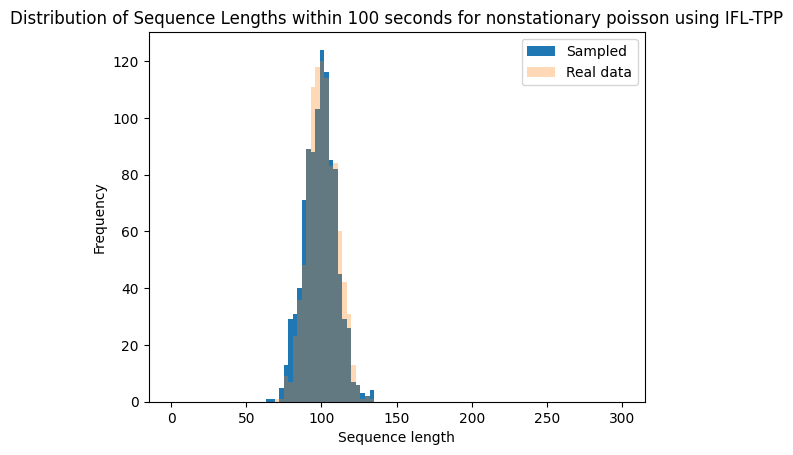 Distribution of Sequence Lengths within 100 seconds for nonstationary poisson using IFL-TPP
Sampled
Real data
120
100
80
60
40
20
0
Frequency
0 50 100 150 200 250 300
Sequence length